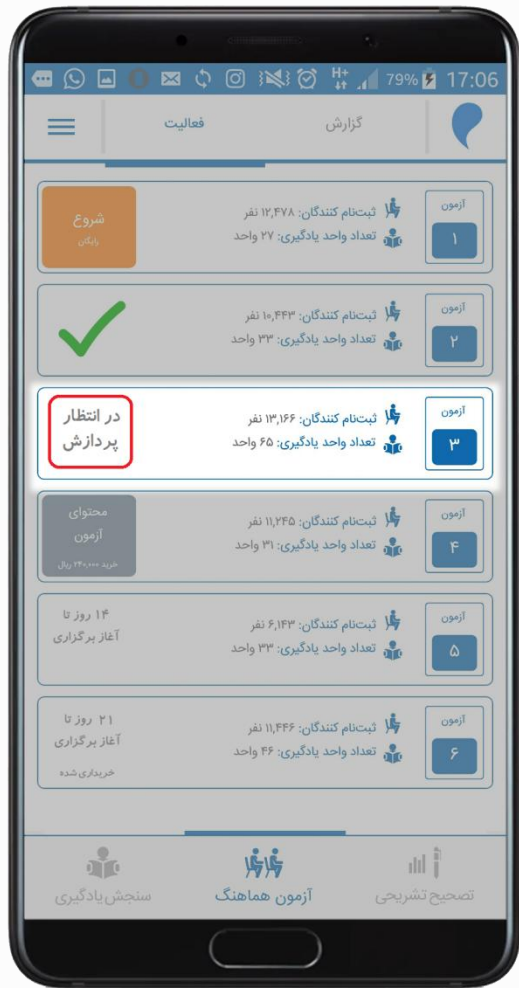 79% 17:06
H+
گزارش
فعالیت
آزمون
۱
ثبت‌نام کنندگان: ۱۲,۴۷۸ نفر
تعداد واحد یادگیری: ۲۷ واحد
شروع
رایگان
آزمون
۲
ثبت‌نام کنندگان: ۱۰,۴۴۳ نفر
تعداد واحد یادگیری: ۳۳ واحد
آزمون
۳
ثبت‌نام کنندگان: ۱۳,۱۶۶ نفر
تعداد واحد یادگیری: ۶۵ واحد
در انتظار
پردازش
آزمون
۴
ثبت‌نام کنندگان: ۱۱,۲۴۵ نفر
تعداد واحد یادگیری: ۳۱ واحد
محتوای
آزمون
خرید ۲۴۰,۰۰۰ ریال
آزمون
۵
ثبت‌نام کنندگان: ۶,۱۴۳ نفر
تعداد واحد یادگیری: ۳۳ واحد
۱۴ روز تا
آغاز برگزاری
آزمون
۶
ثبت‌نام کنندگان: ۱۱,۴۴۶ نفر
تعداد واحد یادگیری: ۴۶ واحد
۲۱ روز تا
آغاز برگزاری
خریداری شده
تصحیح تشریحی
آزمون هماهنگ
سنجش یادگیری